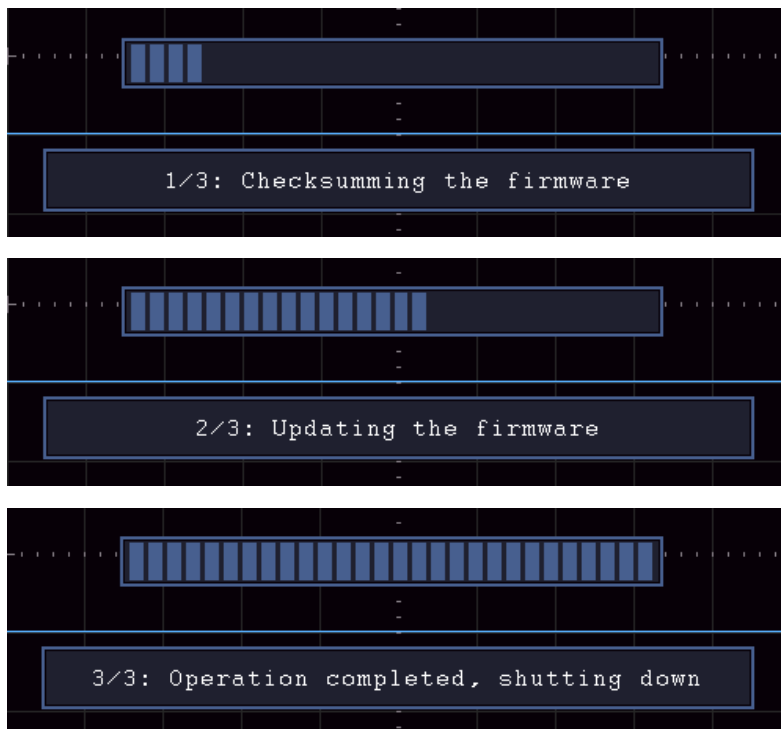 1/3: Checksumming the firmware
2/3: Updating the firmware
3/3: Operation completed, shutting down